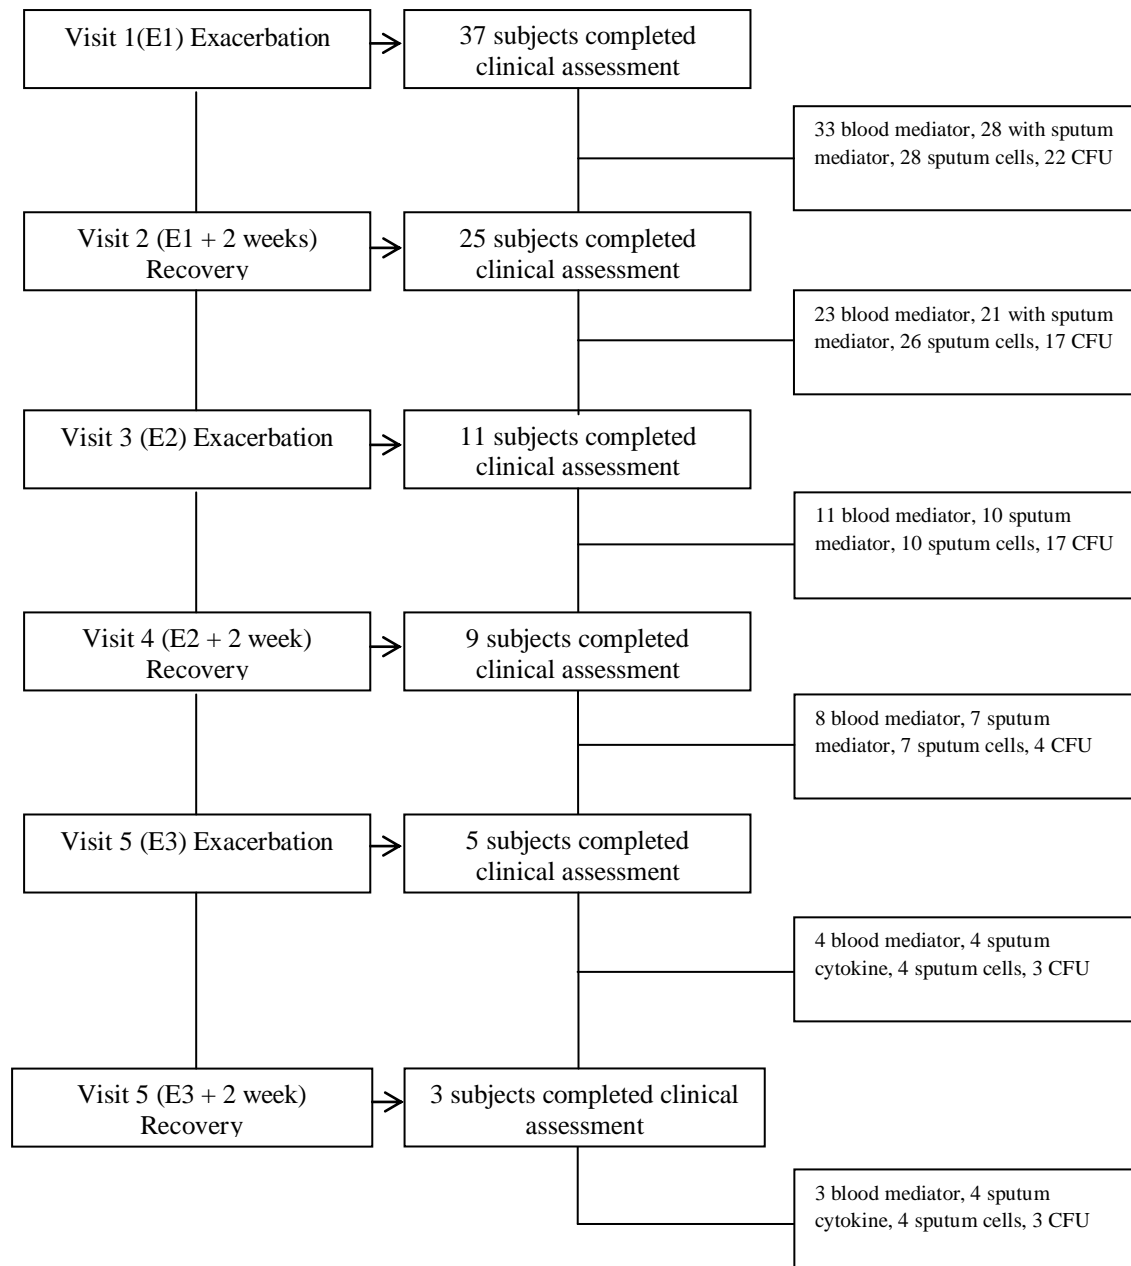 Visit 1(E1) Exacerbation
37 subjects completed
clinical assessment
33 blood mediator, 28 with sputum
mediator, 28 sputum cells, 22 CFU
Visit 2 (E1 + 2 weeks)
Recovery
25 subjects completed
clinical assessment
23 blood mediator, 21 with sputum
mediator, 26 sputum cells, 17 CFU
Visit 3 (E2) Exacerbation
11 subjects completed
clinical assessment
11 blood mediator, 10 sputum
mediator, 10 sputum cells, 17 CFU
Visit 4 (E2 + 2 week)
Recovery
9 subjects completed
clinical assessment
8 blood mediator, 7 sputum
mediator, 7 sputum cells, 4 CFU
Visit 5 (E3) Exacerbation
5 subjects completed
clinical assessment
4 blood mediator, 4 sputum
cytokine, 4 sputum cells, 3 CFU
Visit 5 (E3 + 2 week)
Recovery
3 subjects completed clinical
assessment
3 blood mediator, 4 sputum
cytokine, 4 sputum cells, 3 CFU